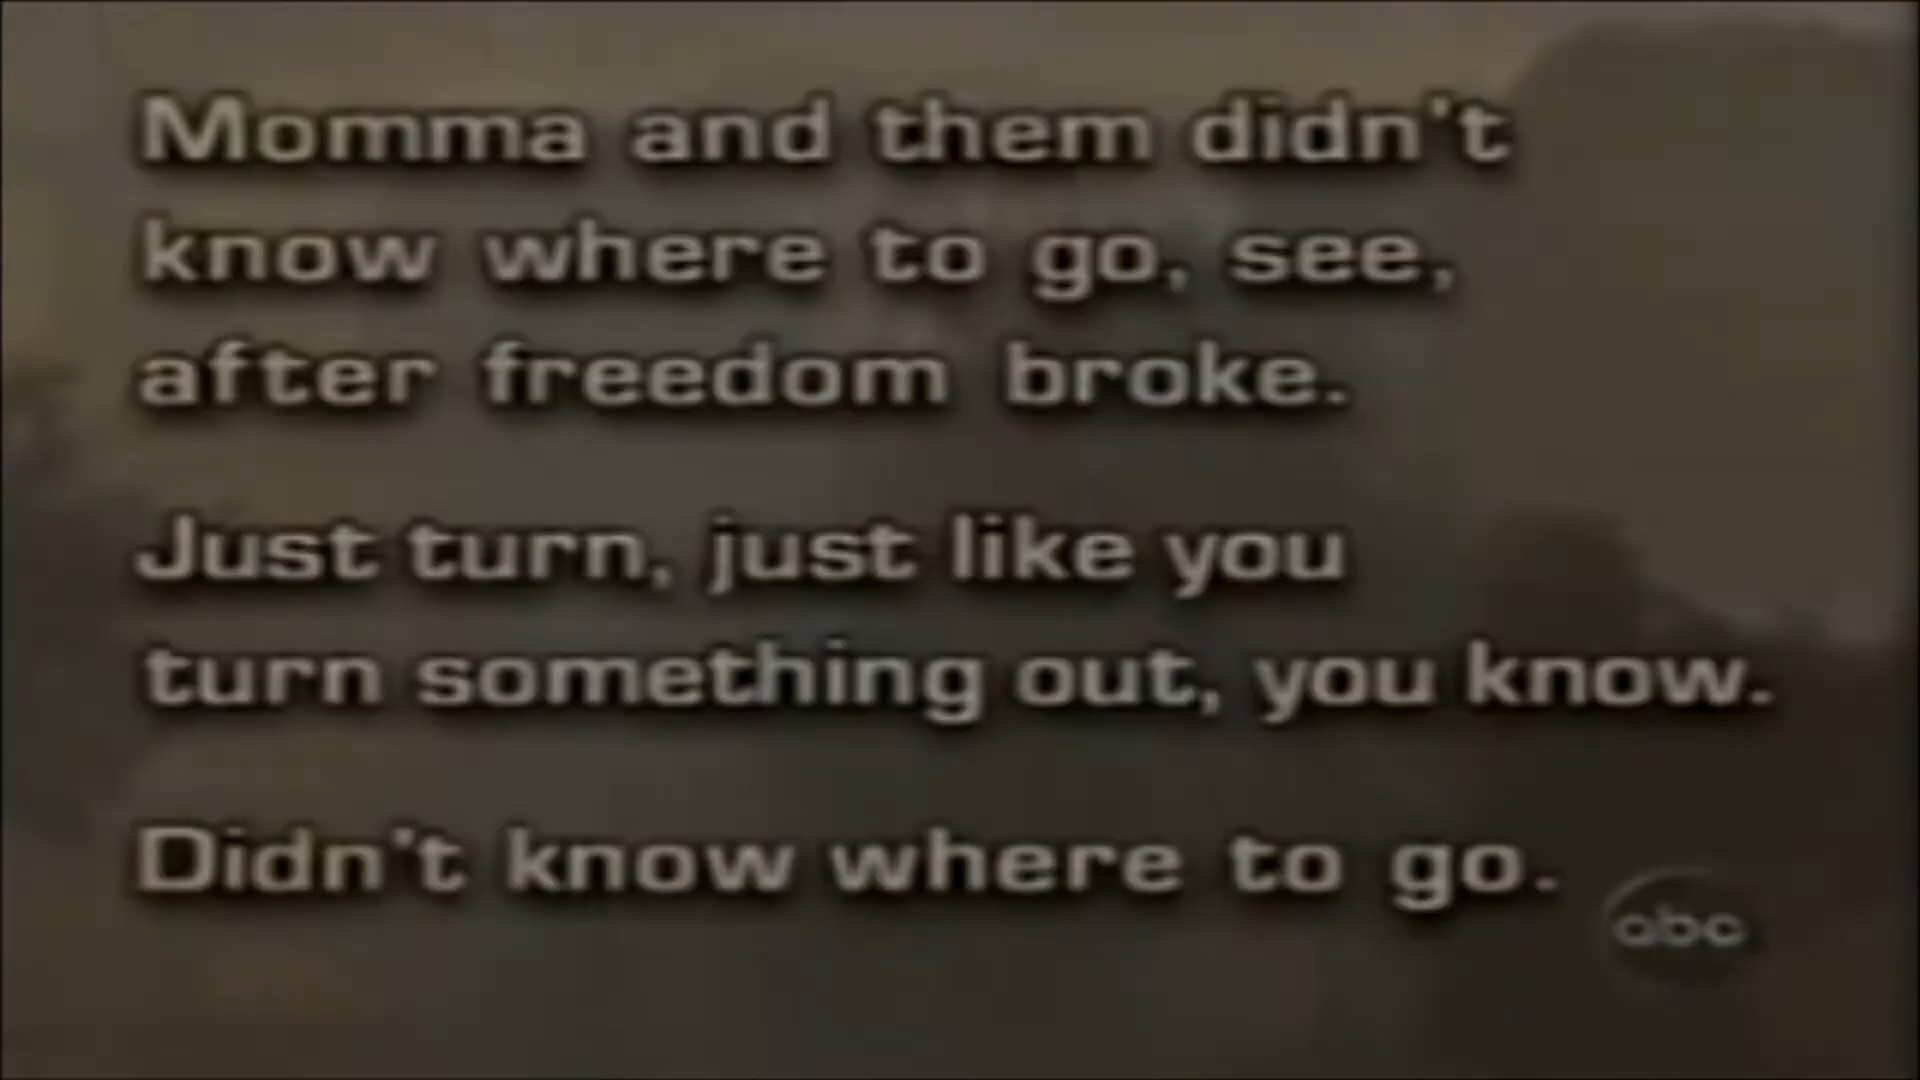 Momma and them didn't
know where to go, see,
after freedom broke.
Just turn, just like you
turn something out, you know.
Didn't know where to go.
abc